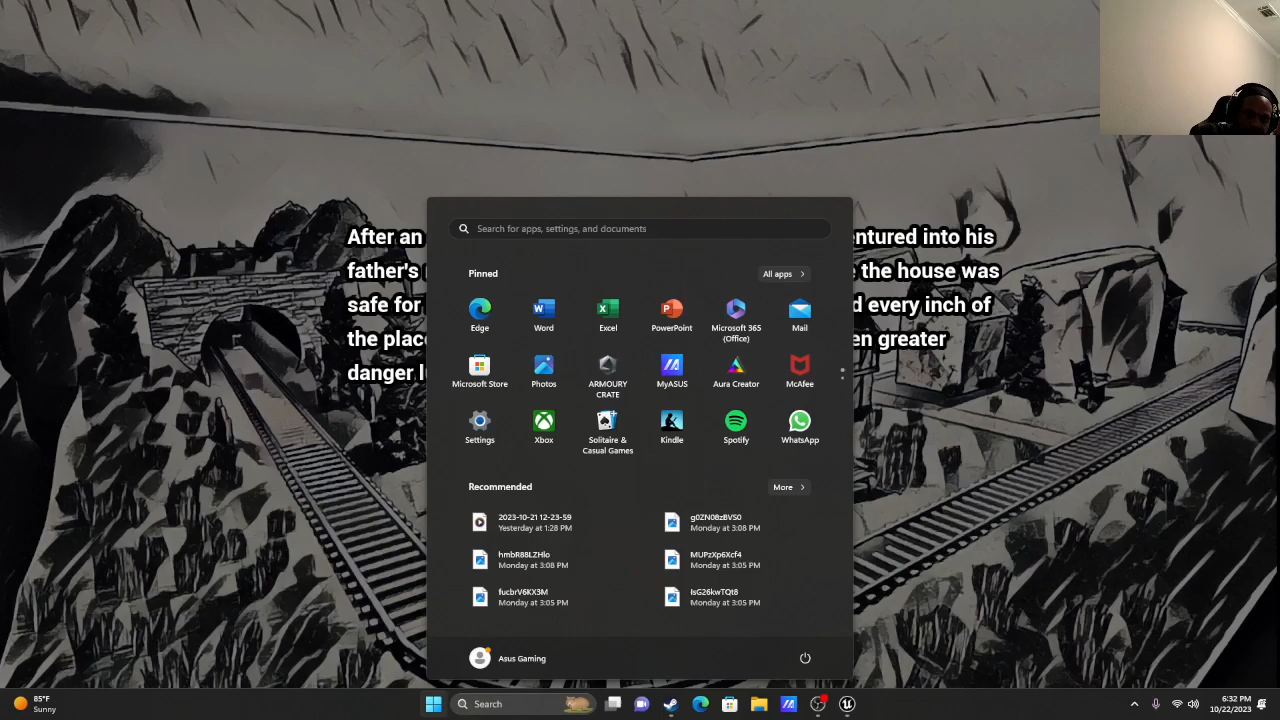 After an
entured into his
father's
the house was
safe for
d every inch of
the plac
en greater
danger l
Search for apps, settings, and documents
Pinned
All apps
Edge
Word
Excel
PowerPoint
Microsoft 365
(Office)
Mail
Microsoft Store
Photos
ARMOURY
CRATE
MyASUS
Aura Creator
McAfee
Settings
Xbox
Solitaire &
Casual Games
Kindle
Spotify
WhatsApp
Recommended
More
2023-10-21 12-23-59
Yesterday at 1:28 PM
g0ZN08zBVS0
Monday at 3:08 PM
hmbR88LZHlo
Monday at 3:08 PM
MUPzXp6Xcf4
Monday at 3:05 PM
fucbrV6KX3M
Monday at 3:05 PM
IsG26kwTQt8
Monday at 3:05 PM
Asus Gaming
85°F
Sunny
Search
6:32 PM
10/22/2023